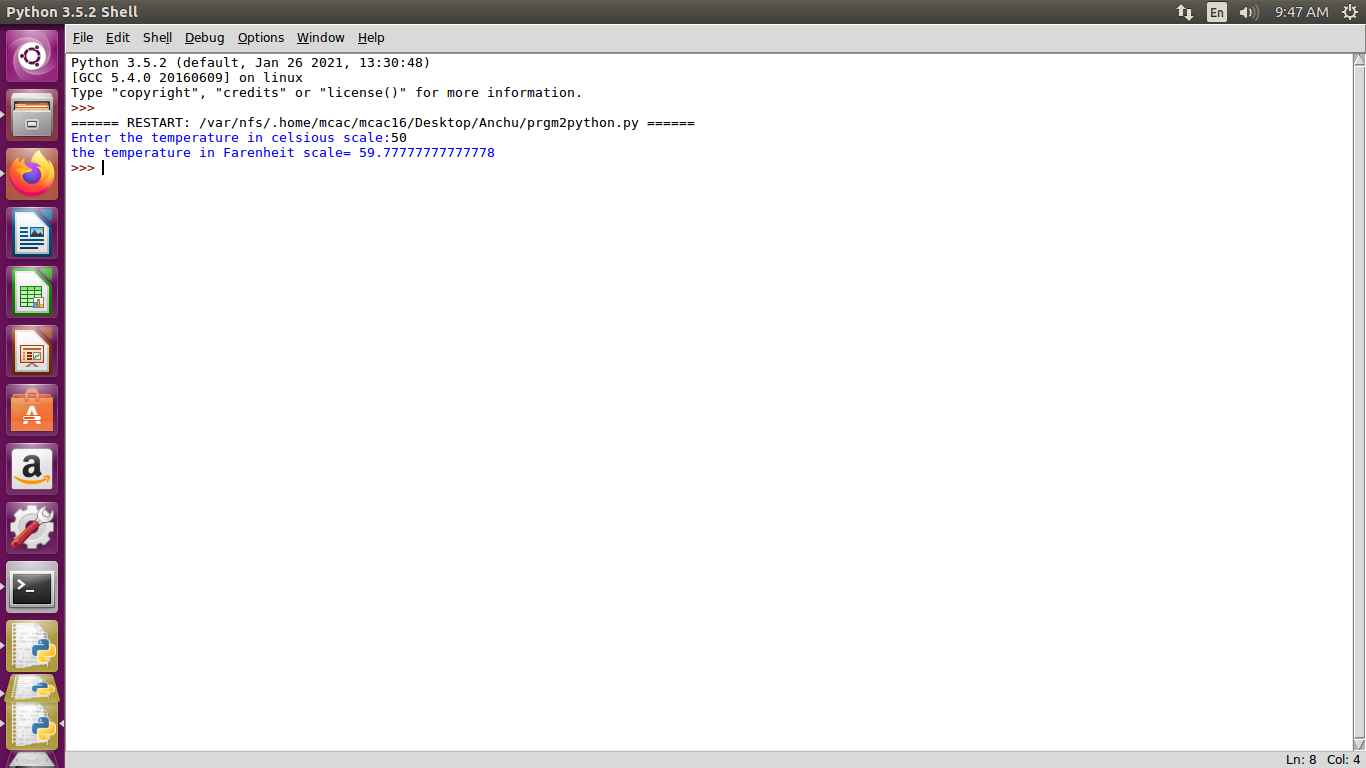 Python 3.5.2 Shell
En
9:47 AM
File Edit Shell Debug Options Window Help
Python 3.5.2 (default, Jan 26 2021, 13:30:48)
[GCC 5.4.0 20160609] on linux
Type "copyright", "credits" or "license()" for more information.
>>>
====== RESTART: /var/nfs/.home/mcac/mcac16/Desktop/Anchu/prgm2python.py ======
Enter the temperature in celsious scale:50
the temperature in Farenheit scale= 59.77777777777778
>>>
Ln: 8 Col: 4